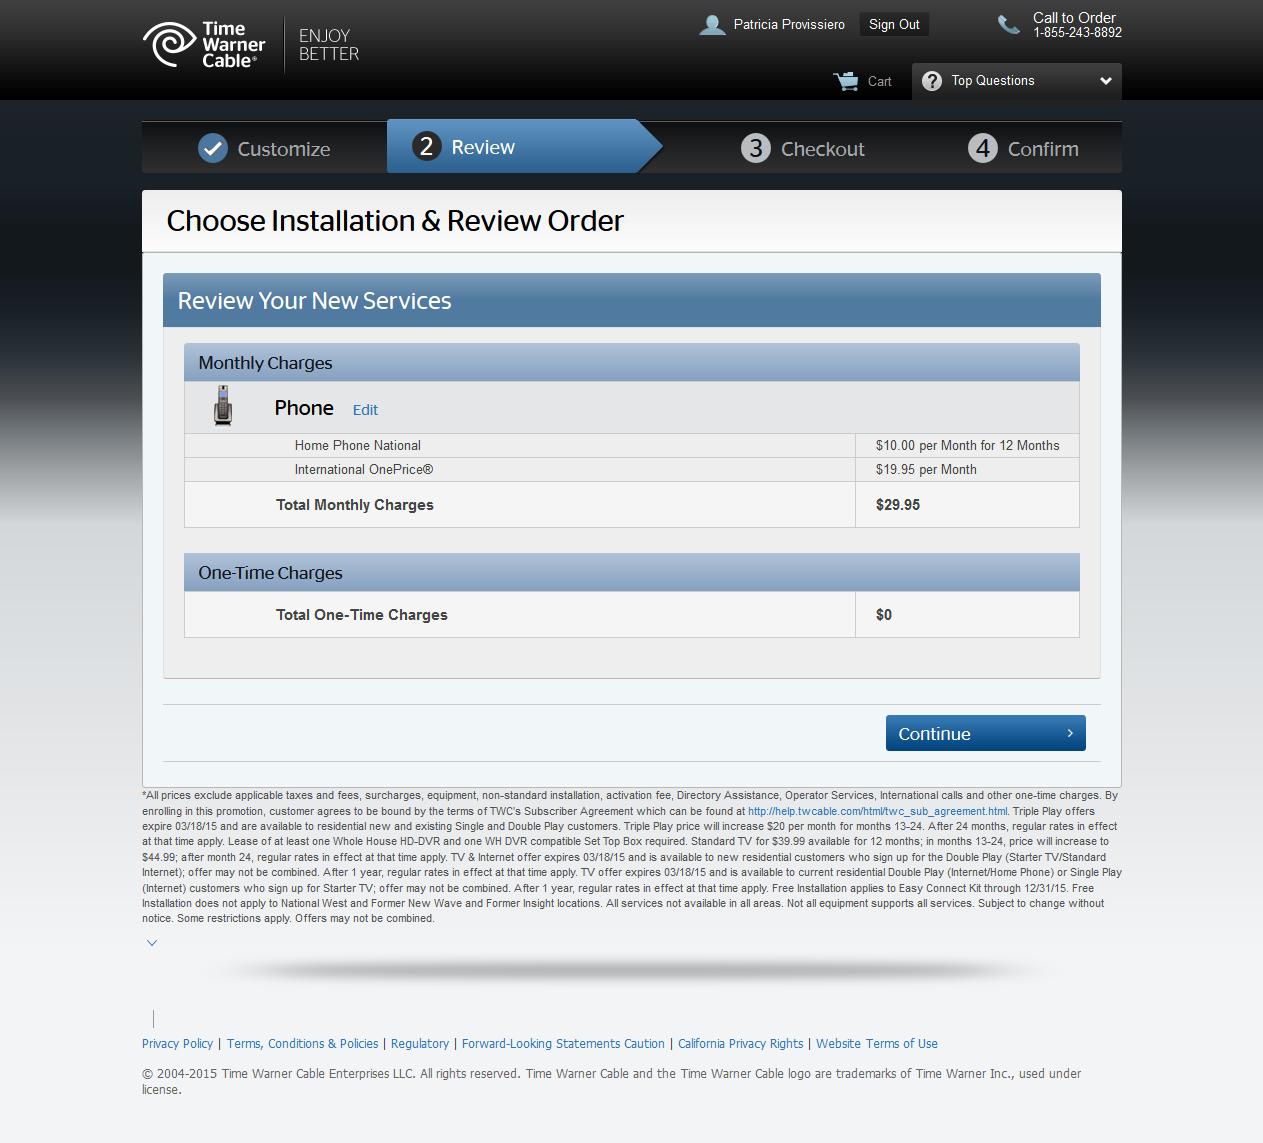 Time
Warner
Cable®
ENJOY
BETTER
Patricia Provissiero
Sign Out
Call to Order
1-855-243-8892
Cart
? Top Questions
Customize
2 Review
3 Checkout
4 Confirm
Choose Installation & Review Order
Review Your New Services
Monthly Charges
Phone Edit
Home Phone National $10.00 per Month for 12 Months
International OnePrice® $19.95 per Month
Total Monthly Charges $29.95
One-Time Charges
Total One-Time Charges $0
Continue
*All prices exclude applicable taxes and fees, surcharges, equipment, non-standard installation, activation fee, Directory Assistance, Operator Services, International calls and other one-time charges. By
enrolling in this promotion, customer agrees to be bound by the terms of TWC's Subscriber Agreement which can be found at http://help.twcable.com/html/twc_sub_agreement.html. Triple Play offers
expire 03/18/15 and are available to residential new and existing Single and Double Play customers. Triple Play price will increase $20 per month for months 13-24. After 24 months, regular rates in effect
at that time apply. Lease of at least one Whole House HD-DVR and one WH DVR compatible Set Top Box required. Standard TV for $39.99 available for 12 months; in months 13-24, price will increase to
$44.99; after month 24, regular rates in effect at that time apply. TV & Internet offer expires 03/18/15 and is available to new residential customers who sign up for the Double Play (Starter TV/Standard
Internet); offer may not be combined. After 1 year, regular rates in effect at that time apply. TV offer expires 03/18/15 and is available to current residential Double Play (Internet/Home Phone) or Single Play
(Internet) customers who sign up for Starter TV; offer may not be combined. After 1 year, regular rates in effect at that time apply. Free Installation applies to Easy Connect Kit through 12/31/15. Free
Installation does not apply to National West and Former New Wave and Former Insight locations. All services not available in all areas. Not all equipment supports all services. Subject to change without
notice. Some restrictions apply. Offers may not be combined.
Privacy Policy | Terms, Conditions & Policies | Regulatory | Forward-Looking Statements Caution | California Privacy Rights | Website Terms of Use
© 2004-2015 Time Warner Cable Enterprises LLC. All rights reserved. Time Warner Cable and the Time Warner Cable logo are trademarks of Time Warner Inc., used under
license.